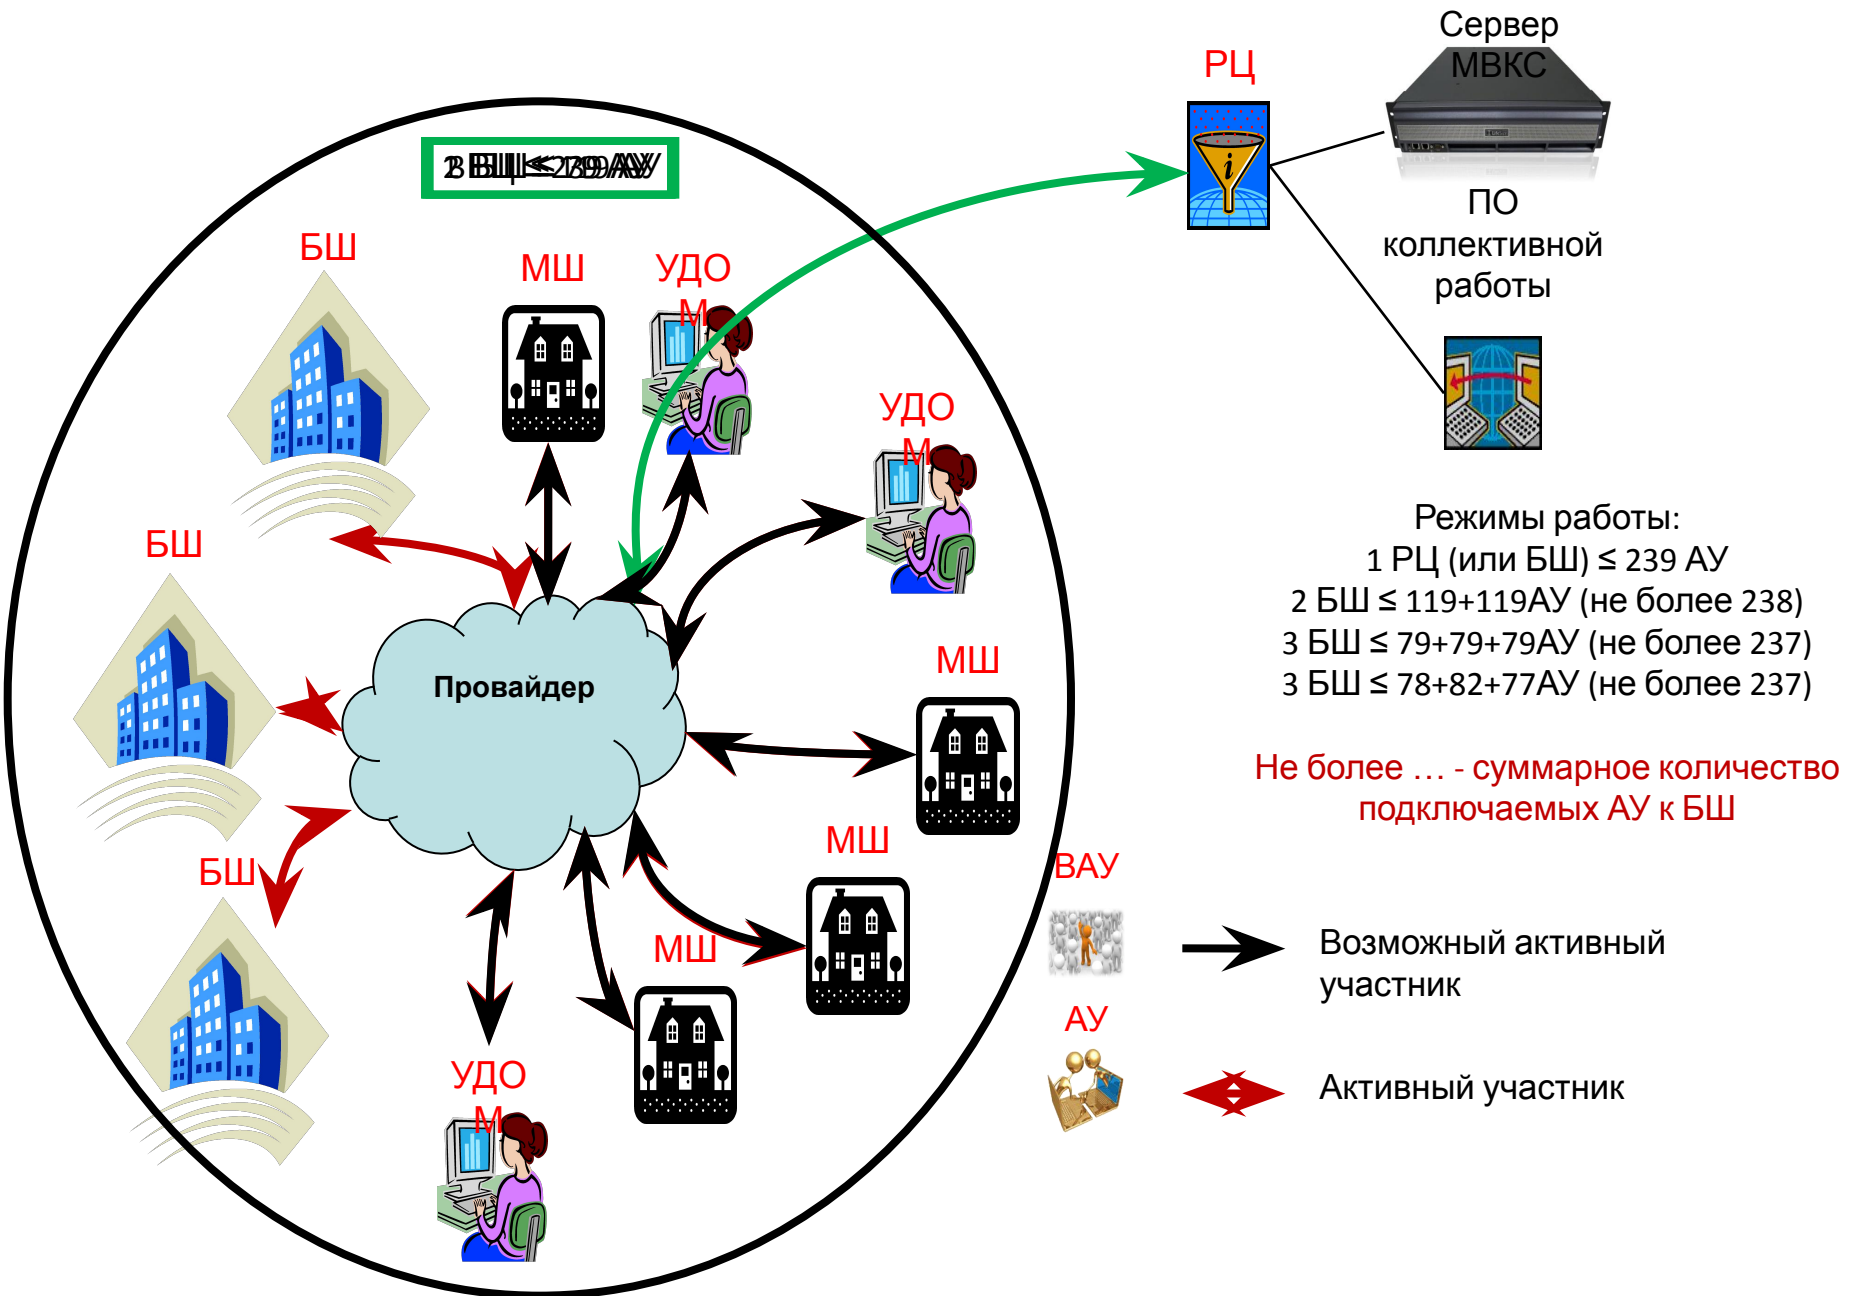 Сервер
МВКС
РЦ
ПО
коллективной
работы
БШ
МШ
УДО
М
УДО
М
БШ
Провайдер
МШ
БШ
МШ
МШ
УДО
М
Режимы работы:
1 РЦ (или БШ) ≤ 239 АУ
2 БШ ≤ 119+119АУ (не более 238)
3 БШ ≤ 79+79+79АУ (не более 237)
3 БШ ≤ 78+82+77АУ (не более 237)
Не более … - суммарное количество
подключаемых АУ к БШ
ВАУ
Возможный активный
участник
АУ
Активный участник